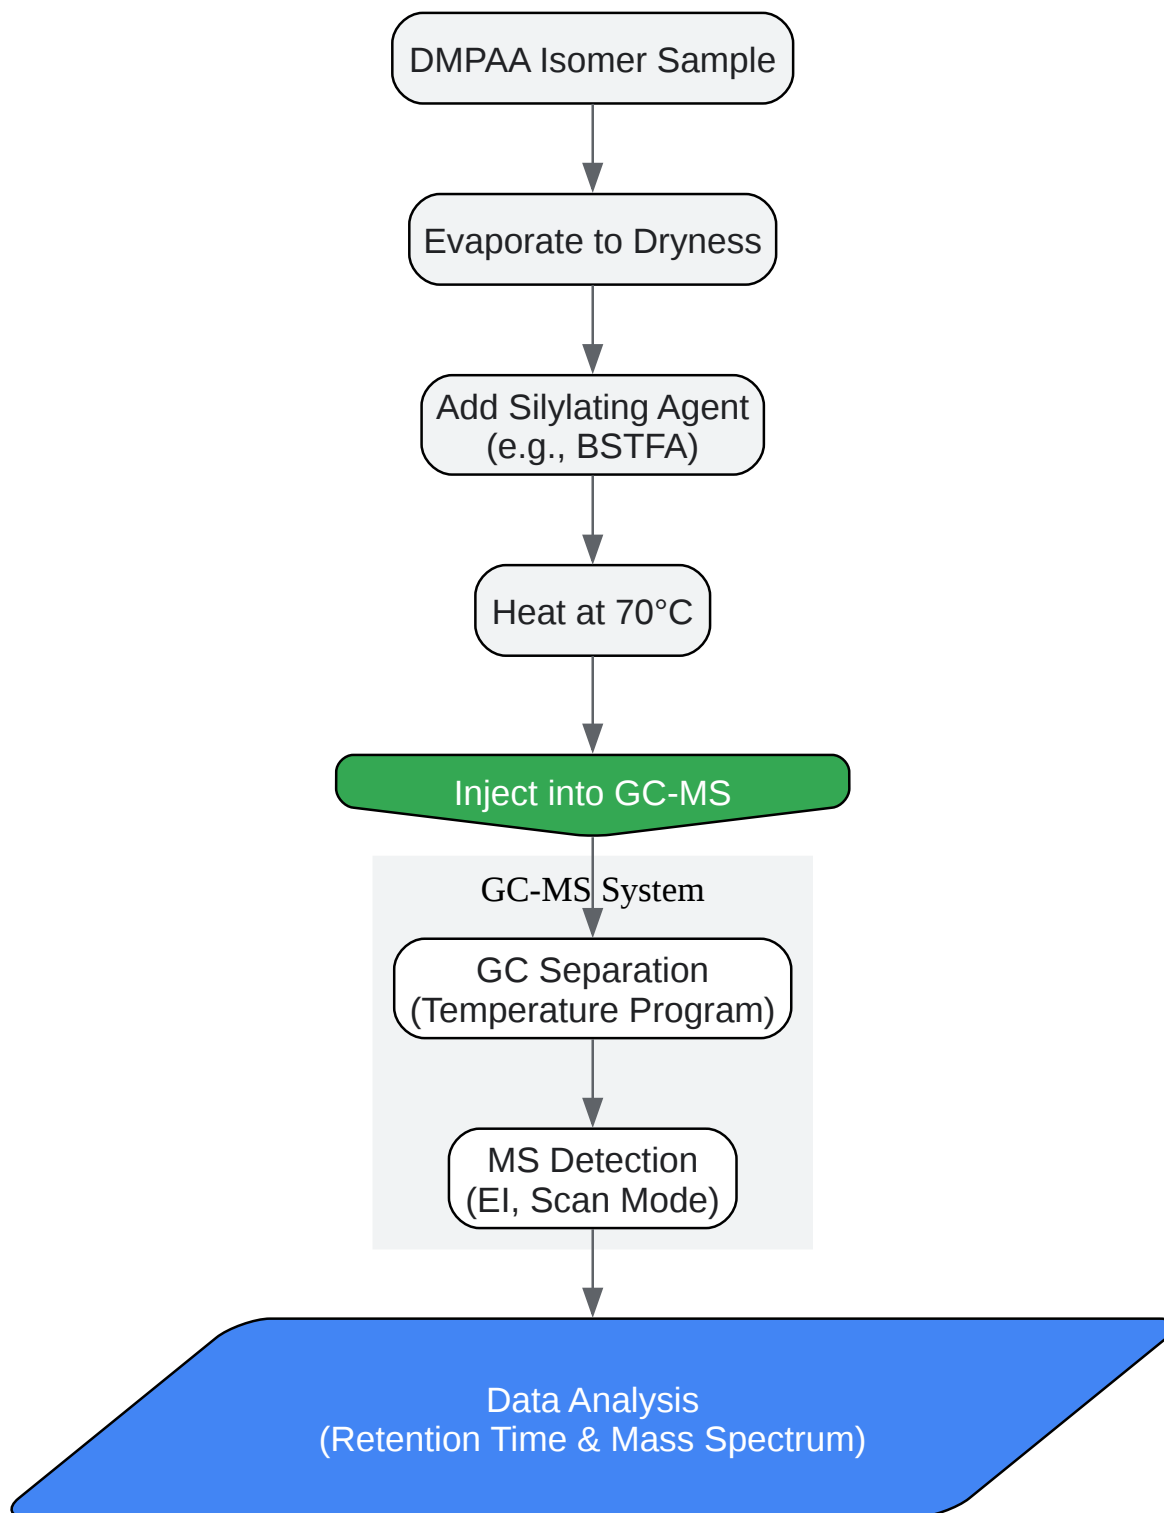 DMPAA Isomer Sample
Evaporate to Dryness
Add Silylating Agent
(e.g., BSTFA)
Heat at 70°C
Inject into GC-MS
GC-MS System
GC Separation
(Temperature Program)
MS Detection
(EI, Scan Mode)
Data Analysis
(Retention Time & Mass Spectrum)